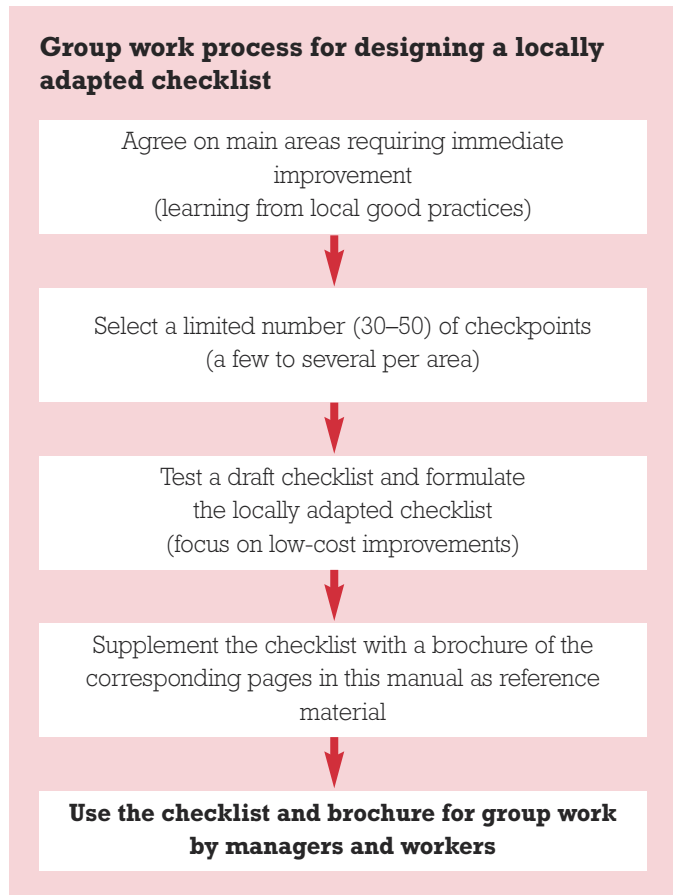 Group work process for designing a locally
adapted checklist
Agree on main areas requiring immediate
improvement
(learning from local good practices)
Select a limited number (30–50) of checkpoints
(a few to several per area)
Test a draft checklist and formulate
the locally adapted checklist
(focus on low-cost improvements)
Supplement the checklist with a brochure of the
corresponding pages in this manual as reference
material
Use the checklist and brochure for group work
by managers and workers